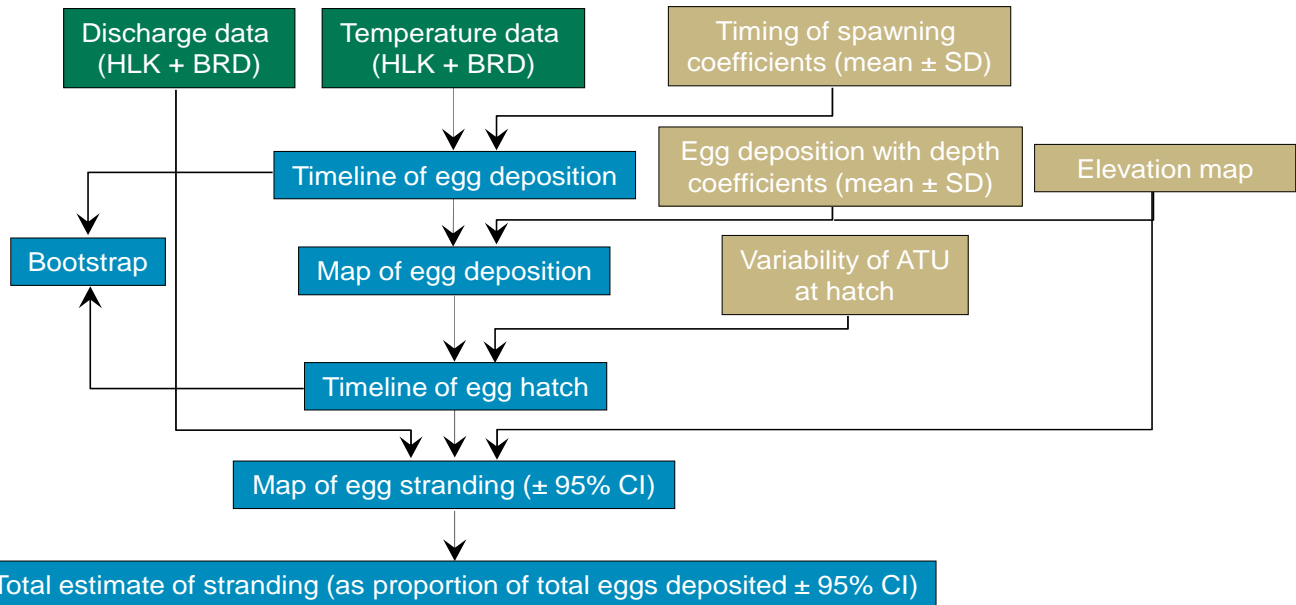 Discharge data
(HLK + BRD)
Temperature data
(HLK + BRD)
Timing of spawning
coefficients (mean ± SD)
Timeline of egg deposition
Egg deposition with depth
coefficients (mean ± SD)
Elevation map
Bootstrap
Map of egg deposition
Variability of ATU
at hatch
Timeline of egg hatch
Map of egg stranding (± 95% CI)
Total estimate of stranding (as proportion of total eggs deposited ± 95% CI)